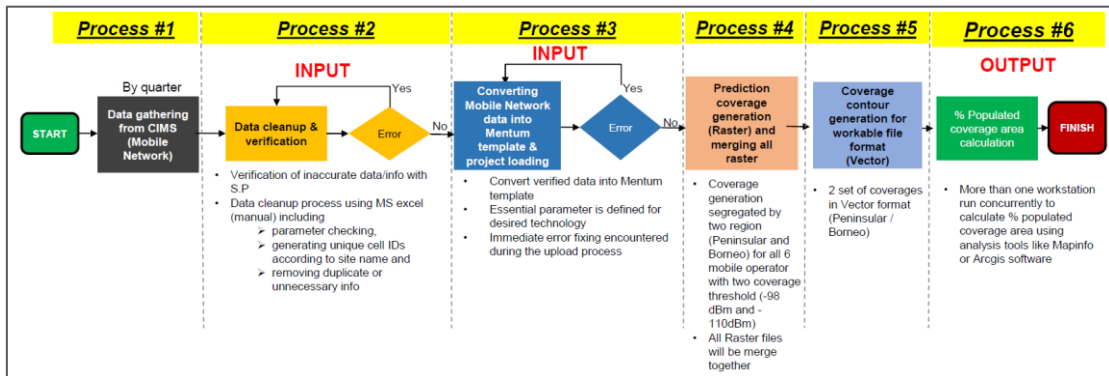 Process #1
Process #2
Process #3
Process #4
Process #5
Process #6
INPUT
INPUT
OUTPUT
By quarter
START
Data gathering
from CIMS
(Mobile
Network)
Data cleanup &
verification
Error
Yes
No
Converting
Mobile Network
data into
Mentum
template &
project loading
Error
Yes
No
Prediction
coverage
generation
(Raster) and
merging all
raster
Coverage
contour
generation for
workable file
format
(Vector)
% Populated
coverage area
calculation
FINISH
• Verification of inaccurate data/info with
S.P
• Data cleanup process using MS excel
(manual) including
➢ parameter checking,
➢ generating unique cell IDs
according to site name and
➢ removing duplicate or
unnecessary info
• Convert verified data into Mentum
template
• Essential parameter is defined for
desired technology
• Immediate error fixing encountered
during the upload process
• Coverage
generation
segregated by
two region
(Peninsular and
Borneo) for all 6
mobile operator
with two coverage
threshold (-98
dBm and -
110dBm)
• All Raster files
will be merge
together
• 2 set of coverages
in Vector format
(Peninsular /
Borneo)
• More than one workstation
run concurrently to
calculate % populated
coverage area using
analysis tools like Mapinfo
or Arcgis software